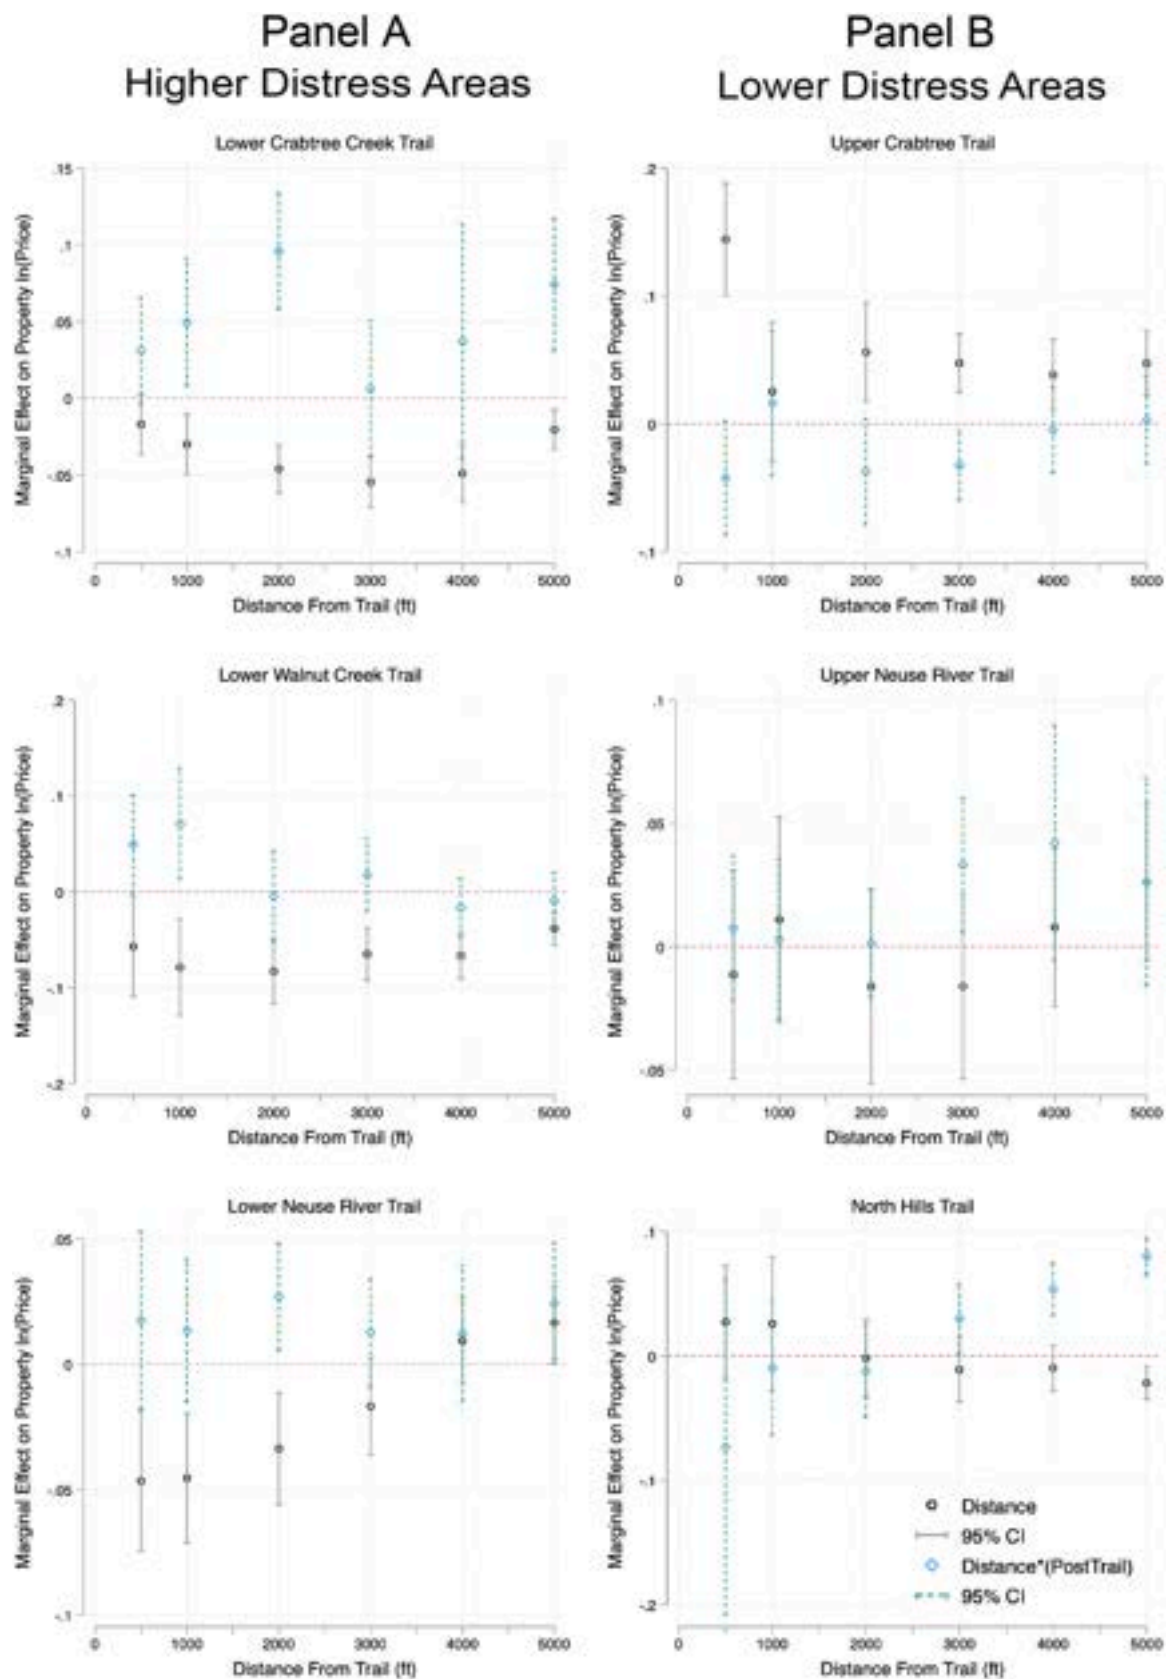 Panel A
Higher Distress Areas
Panel B
Lower Distress Areas
Lower Crabtree Creek Trail
Marginal Effect on Property ln(Price)
.15
.1
.05
0
-.05
-.1
0 1000 2000 3000 4000 5000
Distance From Trail (ft)
Upper Crabtree Trail
Marginal Effect on Property ln(Price)
.2
.1
0
-.1
0 1000 2000 3000 4000 5000
Distance From Trail (ft)
Lower Walnut Creek Trail
Marginal Effect on Property ln(Price)
.2
.1
0
-.1
-.2
0 1000 2000 3000 4000 5000
Distance From Trail (ft)
Upper Neuse River Trail
Marginal Effect on Property ln(Price)
.1
.05
0
-.05
0 1000 2000 3000 4000 5000
Distance From Trail (ft)
Lower Neuse River Trail
Marginal Effect on Property ln(Price)
.05
0
-.05
-.1
0 1000 2000 3000 4000 5000
Distance From Trail (ft)
North Hills Trail
Marginal Effect on Property ln(Price)
.1
0
-.1
-.2
0 1000 2000 3000 4000 5000
Distance From Trail (ft)
Distance
95% CI
Distance*(PostTrail)
95% CI